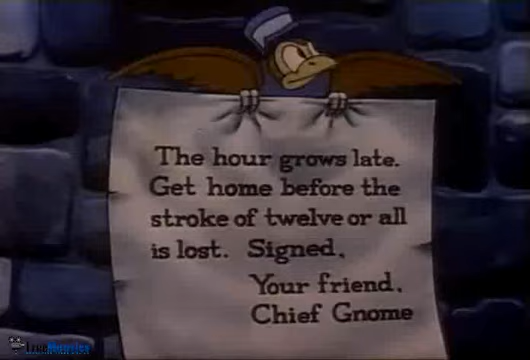 The hour grows late.
Get home before the
stroke of twelve or all
is lost. Signed,
Your friend,
Chief Gnome